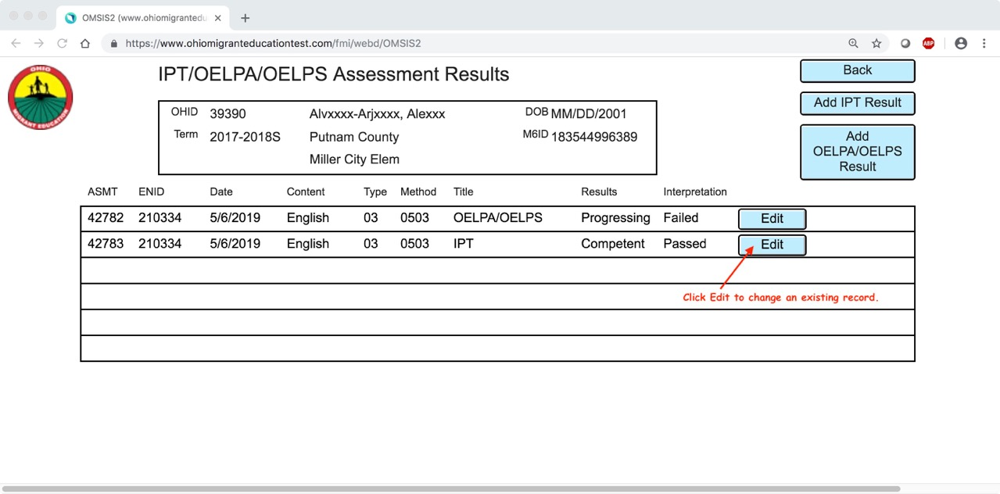 OMSIS2 (www.ohiomigrantedu
https://www.ohiomigranteducationtest.com/fmi/webd/OMSIS2
ABP
OHIO
MIGRANT EDUCATION
IPT/OELPA/OELPS Assessment Results
Back
Add IPT Result
Add
OELPA/OELPS
Result
OHID 39390 Alvxxxx-Arjxxxx, Alexxx DOB MM/DD/2001
Term 2017-2018S Putnam County M6ID 183544996389
Miller City Elem
ASMT ENID Date Content Type Method Title Results Interpretation
42782 210334 5/6/2019 English 03 0503 OELPA/OELPS Progressing Failed Edit
42783 210334 5/6/2019 English 03 0503 IPT Competent Passed Edit
Click Edit to change an existing record.